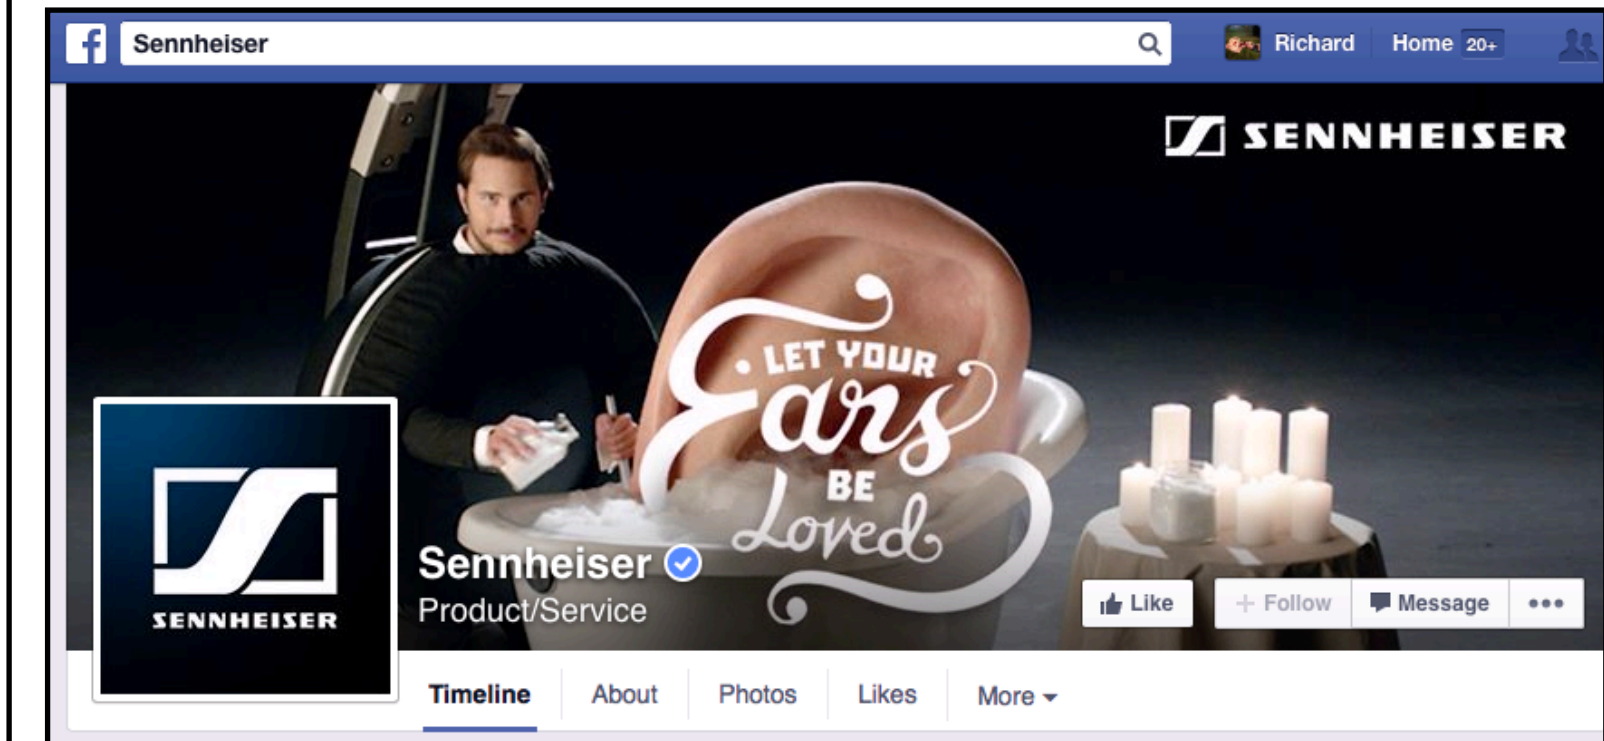 f Sennheiser Richard Home 20+
SENNHEISER
LET YOUR
Ears
BE
Loved
SENNHEISER
Sennheiser
Product/Service
Like + Follow Message •••
Timeline About Photos Likes More